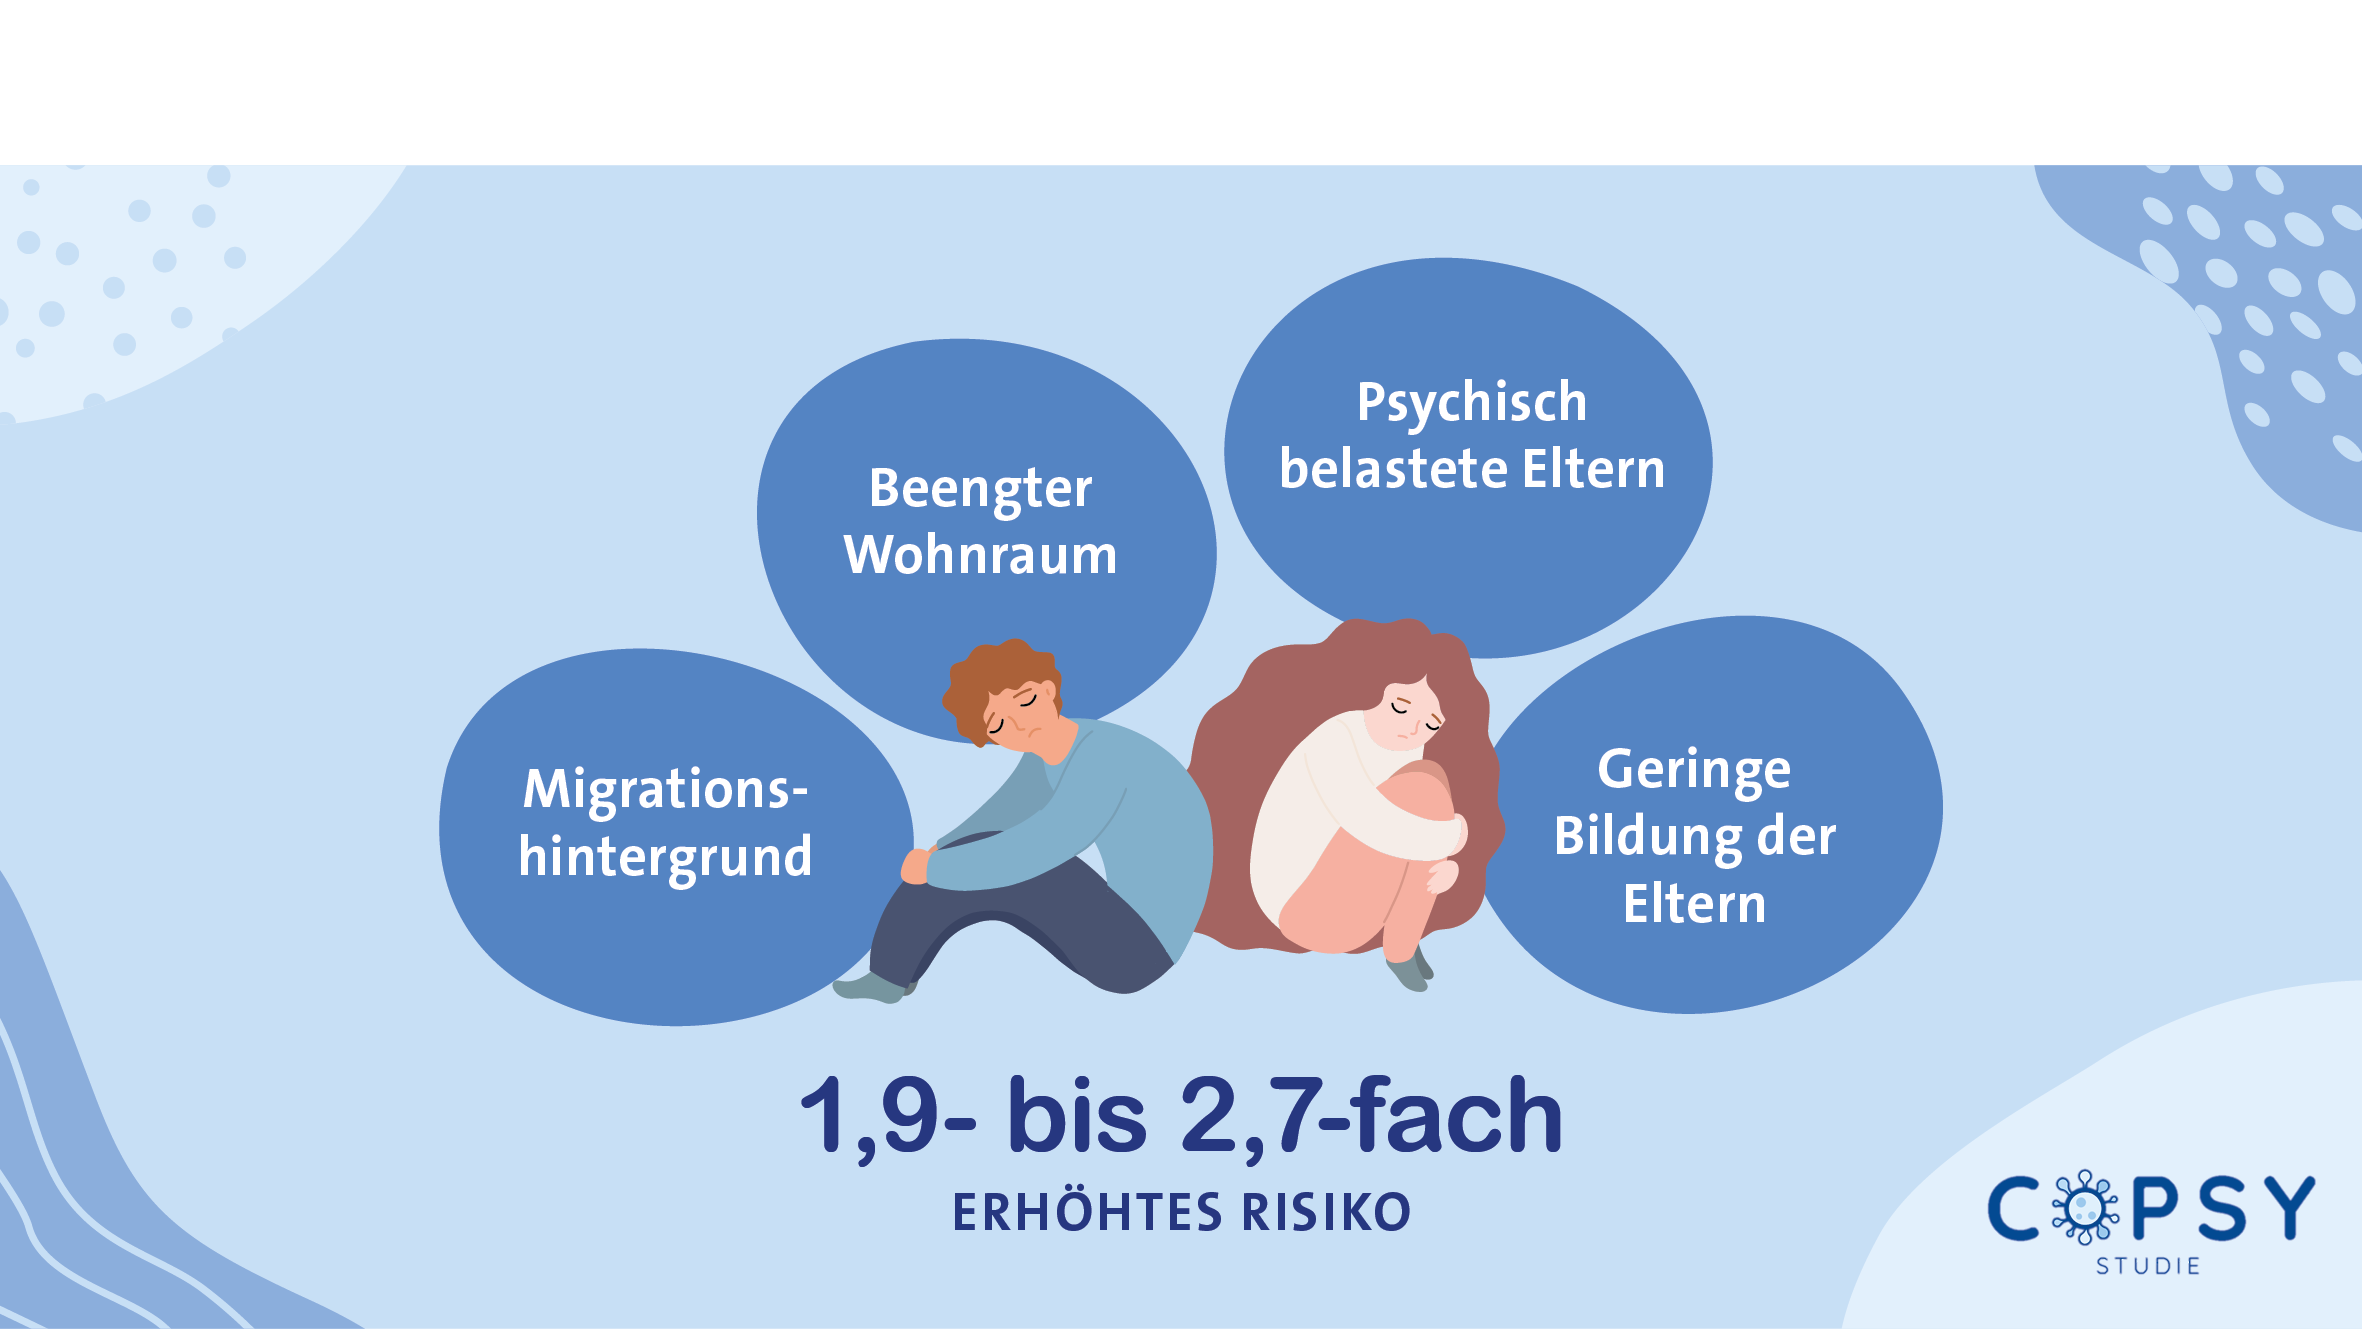 Psychisch
belastete Eltern
Beengter
Wohnraum
Migrations-
hintergrund
Geringe
Bildung der
Eltern
1,9- bis 2,7-fach
ERHÖHTES RISIKO
COPSY
STUDIE